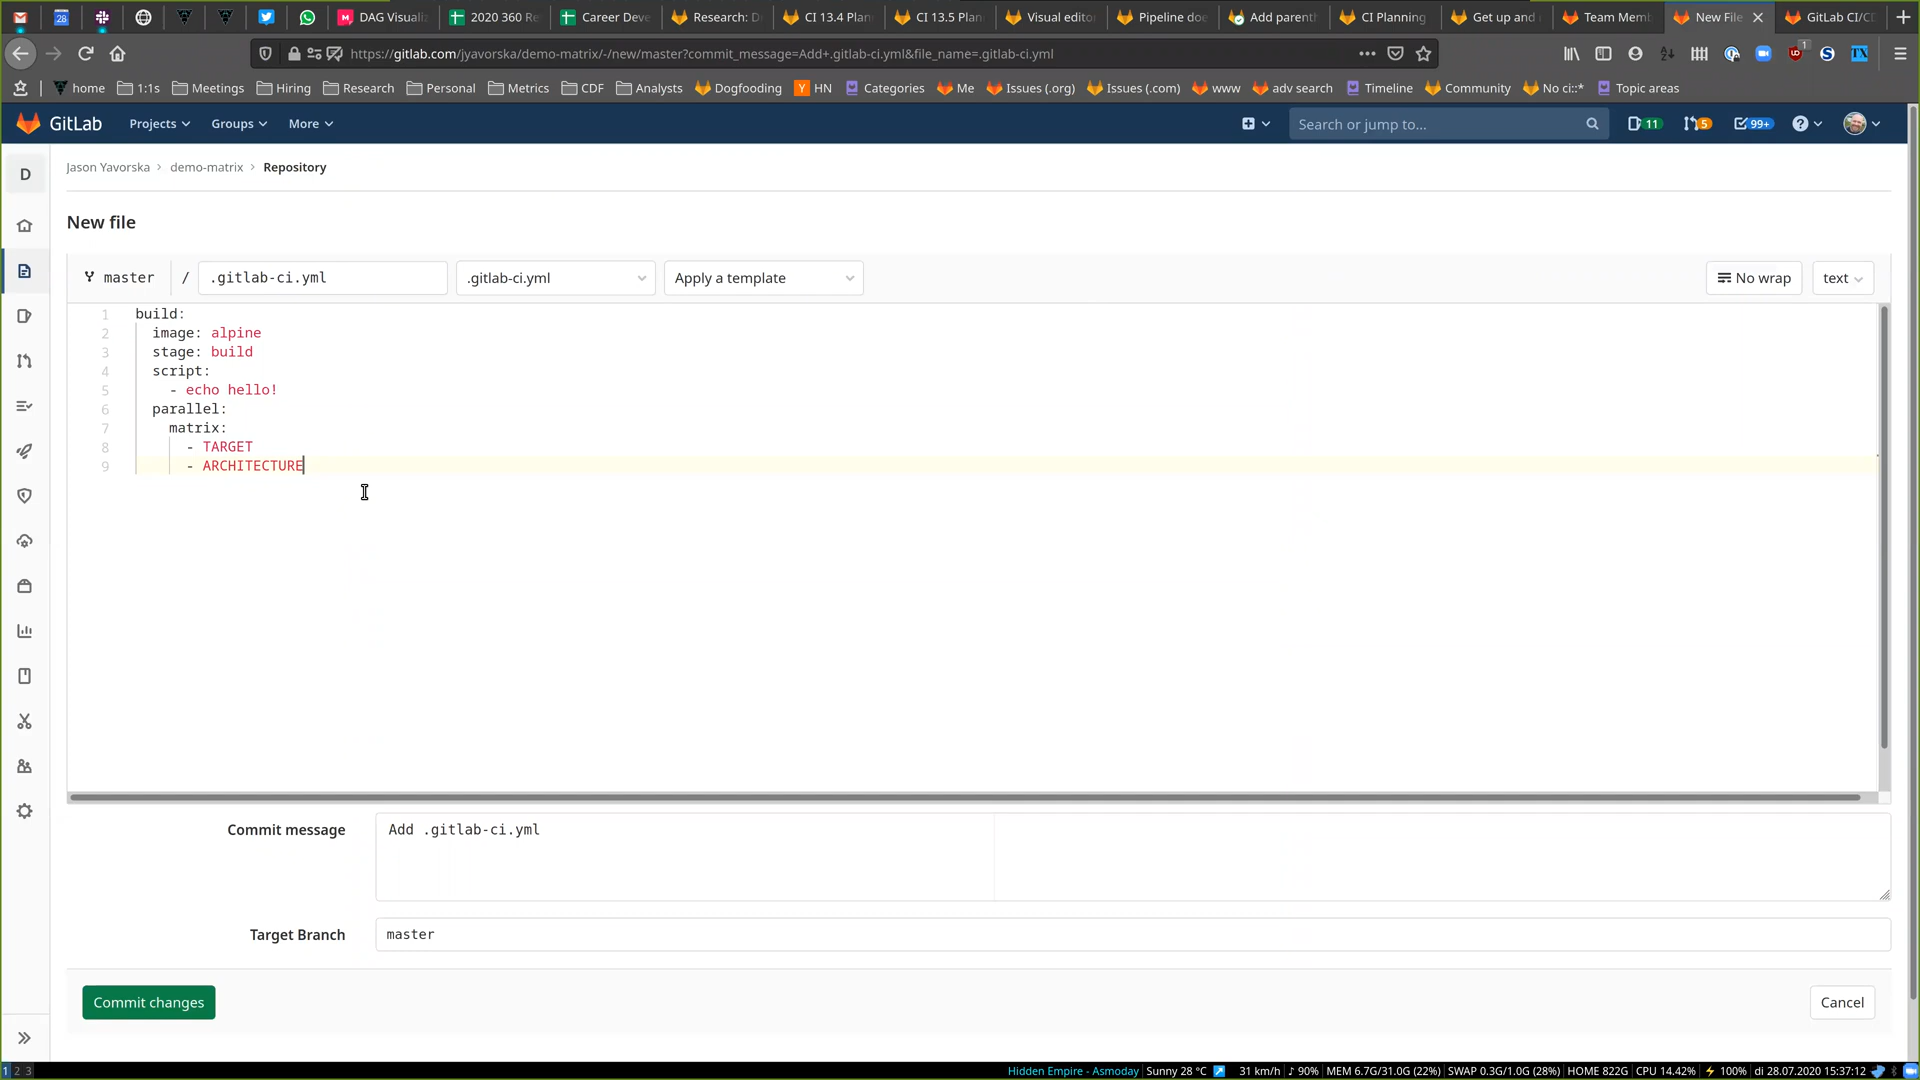 28
DAG Visuali
2020 360 Re
Career Deve
Research: D
CI 13.4 Plan
CI 13.5 Plan
Visual edito
Pipeline doe
Add parenth
CI Planning
Get up and
Team Memb
New File
GitLab CI/CD
https://gitlab.com/jyavorska/demo-matrix/-/new/master?commit_message=Add+.gitlab-ci.yml&file_name=.gitlab-ci.yml
1
home
1:1s
Meetings
Hiring
Research
Personal
Metrics
CDF
Analysts
Dogfooding
HN
Categories
Me
Issues (.org)
Issues (.com)
www
adv search
Timeline
Community
No ci::*
Topic areas
GitLab
Projects
Groups
More
Search or jump to...
11
5
99+
D
Jason Yavorska > demo-matrix > Repository
New file
master / .gitlab-ci.yml
.gitlab-ci.yml
Apply a template
No wrap
text
1 build:
2 image: alpine
3 stage: build
4 script:
5 - echo hello!
6 parallel:
7 matrix:
8 - TARGET
9 - ARCHITECTURE
Commit message
Add .gitlab-ci.yml
Target Branch
master
Commit changes
Cancel
1 2 3
Hidden Empire - Asmoday Sunny 28 °C 31 km/h ♪ 90% MEM 6.7G/31.0G (22%) SWAP 0.3G/1.0G (28%) HOME 822G CPU 14.42% ⚡ 100% di 28.07.2020 15:37:12